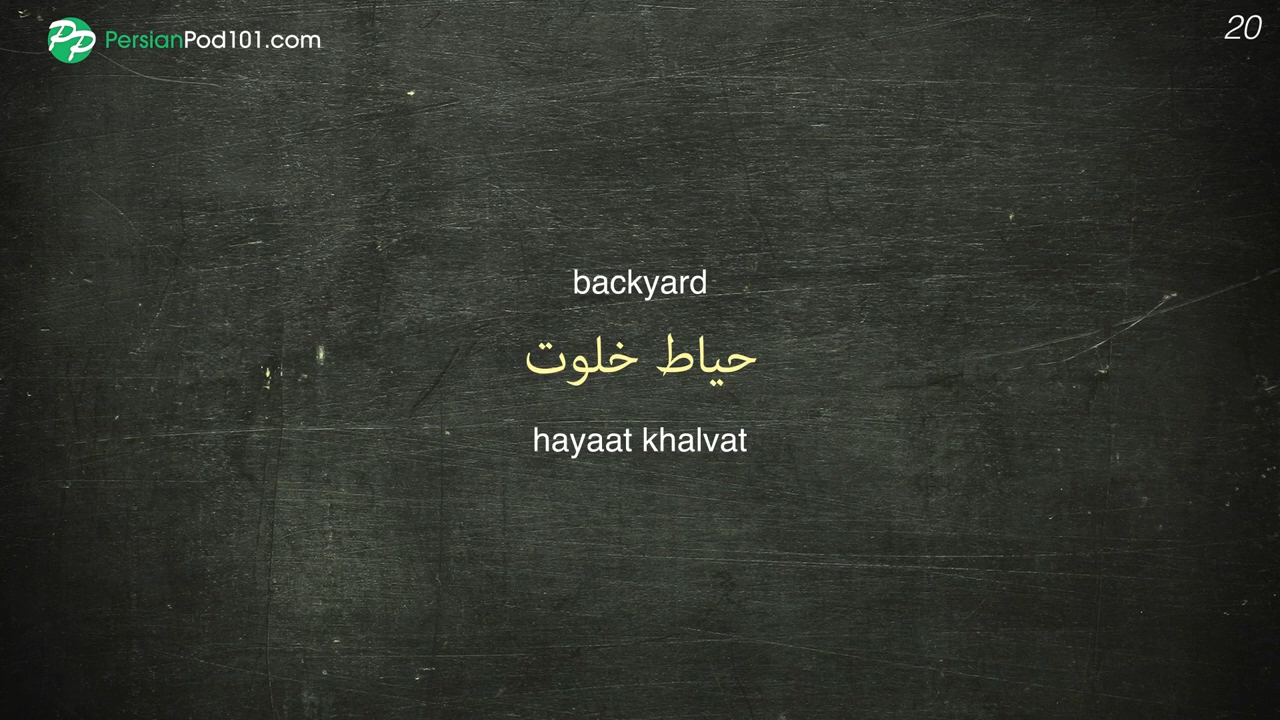 PersianPod101.com
20
backyard
حیاط خلوت
hayaat khalvat